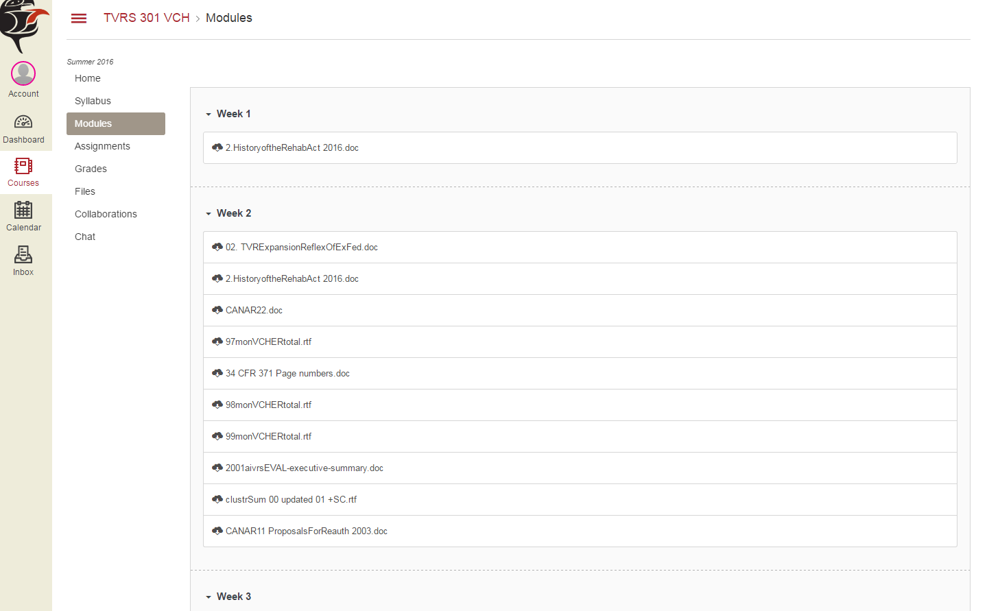 TVRS 301 VCH > Modules
Account
Dashboard
Courses
Calendar
Inbox
Summer 2016
Home
Syllabus
Modules
Assignments
Grades
Files
Collaborations
Chat
Week 1
2.HistoryoftheRehabAct 2016.doc
Week 2
02. TVRExpansionReflexOfExFed.doc
2.HistoryoftheRehabAct 2016.doc
CANAR22.doc
97monVCHERtotal.rtf
34 CFR 371 Page numbers.doc
98monVCHERtotal.rtf
99monVCHERtotal.rtf
2001aivrsEVAL-executive-summary.doc
clustrSum 00 updated 01 +SC.rtf
CANAR11 ProposalsForReauth 2003.doc
Week 3